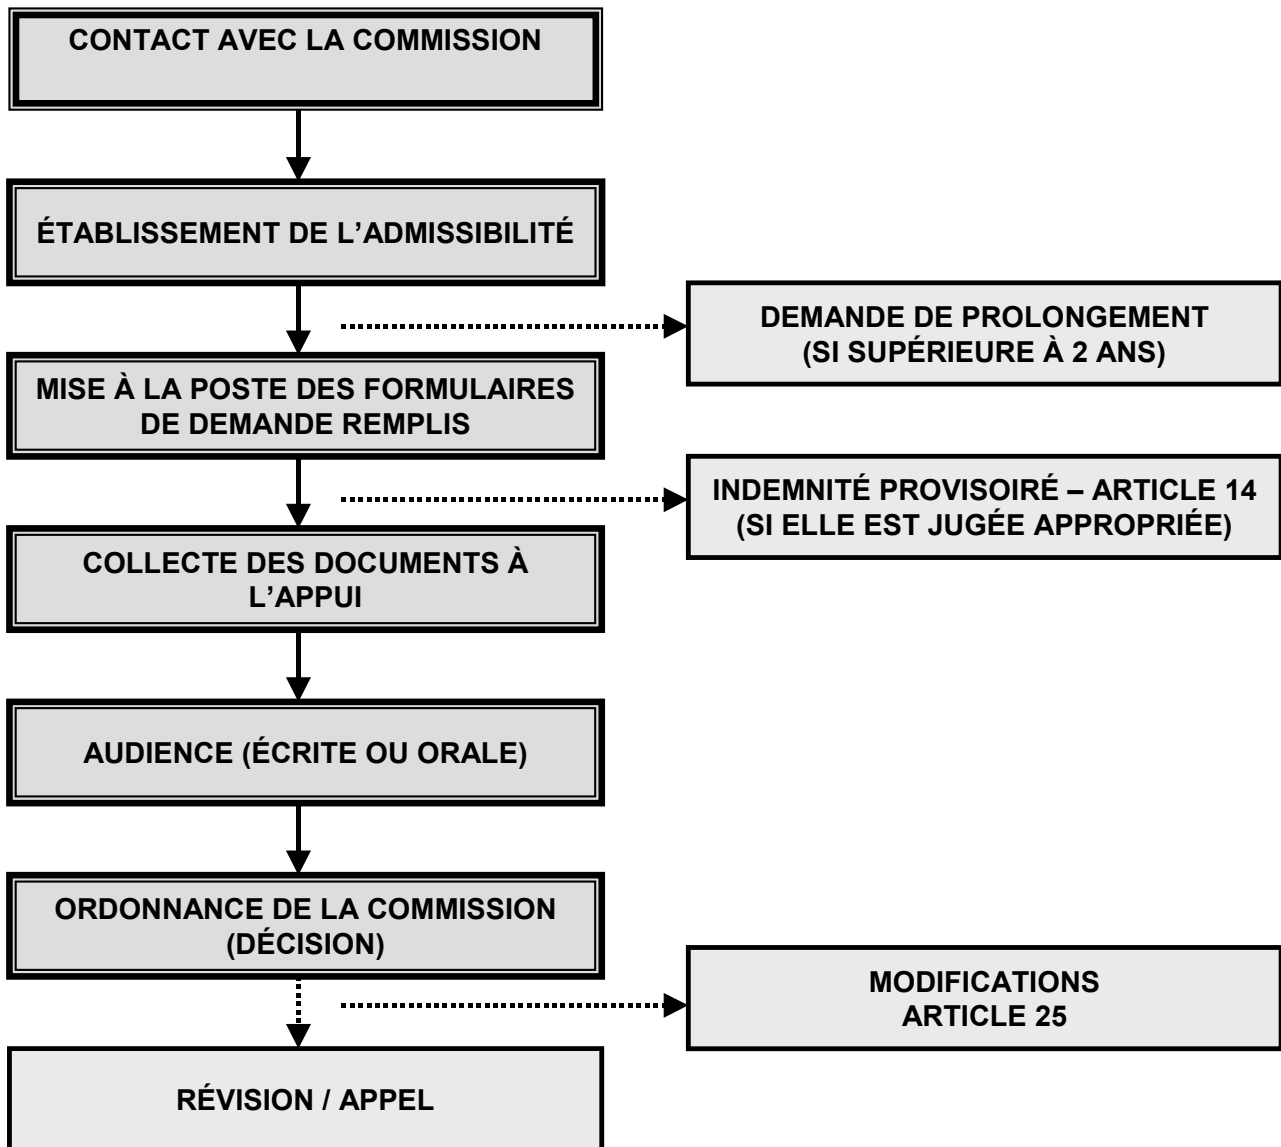 CONTACT AVEC LA COMMISSION
ÉTABLISSEMENT DE L’ADMISSIBILITÉ
DEMANDE DE PROLONGEMENT
(SI SUPÉRIEURE À 2 ANS)
MISE À LA POSTE DES FORMULAIRES
DE DEMANDE REMPLIS
INDEMNITÉ PROVISOIRÉ – ARTICLE 14
(SI ELLE EST JUGÉE APPROPRIÉE)
COLLECTE DES DOCUMENTS À
L’APPUI
AUDIENCE (ÉCRITE OU ORALE)
ORDONNANCE DE LA COMMISSION
(DÉCISION)
MODIFICATIONS
ARTICLE 25
RÉVISION / APPEL